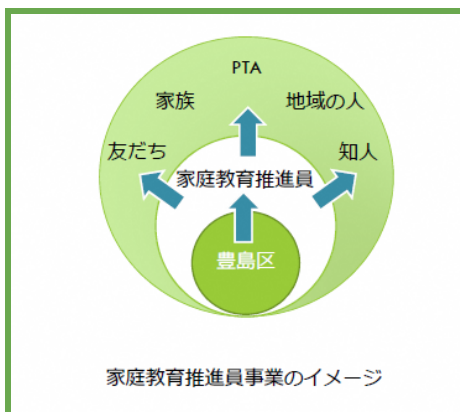 PTA
家族
地域の人
友だち
知人
家庭教育推進員
豊島区
家庭教育推進員事業のイメージ